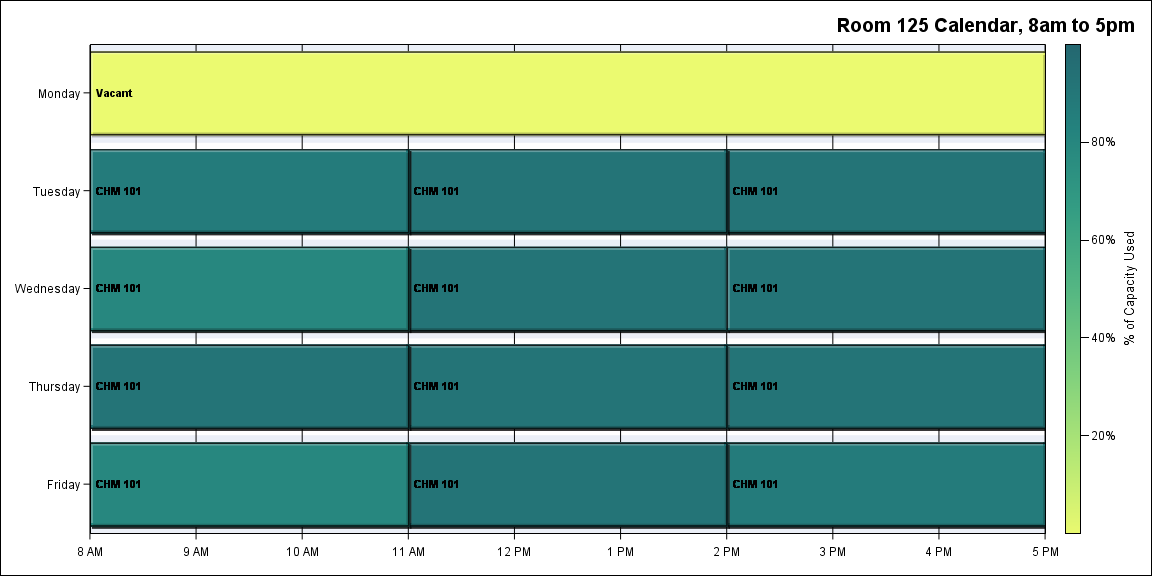 Room 125 Calendar, 8am to 5pm
Monday
Vacant
Tuesday
CHM 101
CHM 101
CHM 101
Wednesday
CHM 101
CHM 101
CHM 101
Thursday
CHM 101
CHM 101
CHM 101
Friday
CHM 101
CHM 101
CHM 101
8 AM
9 AM
10 AM
11 AM
12 PM
1 PM
2 PM
3 PM
4 PM
5 PM
80%
60%
40%
20%
% of Capacity Used